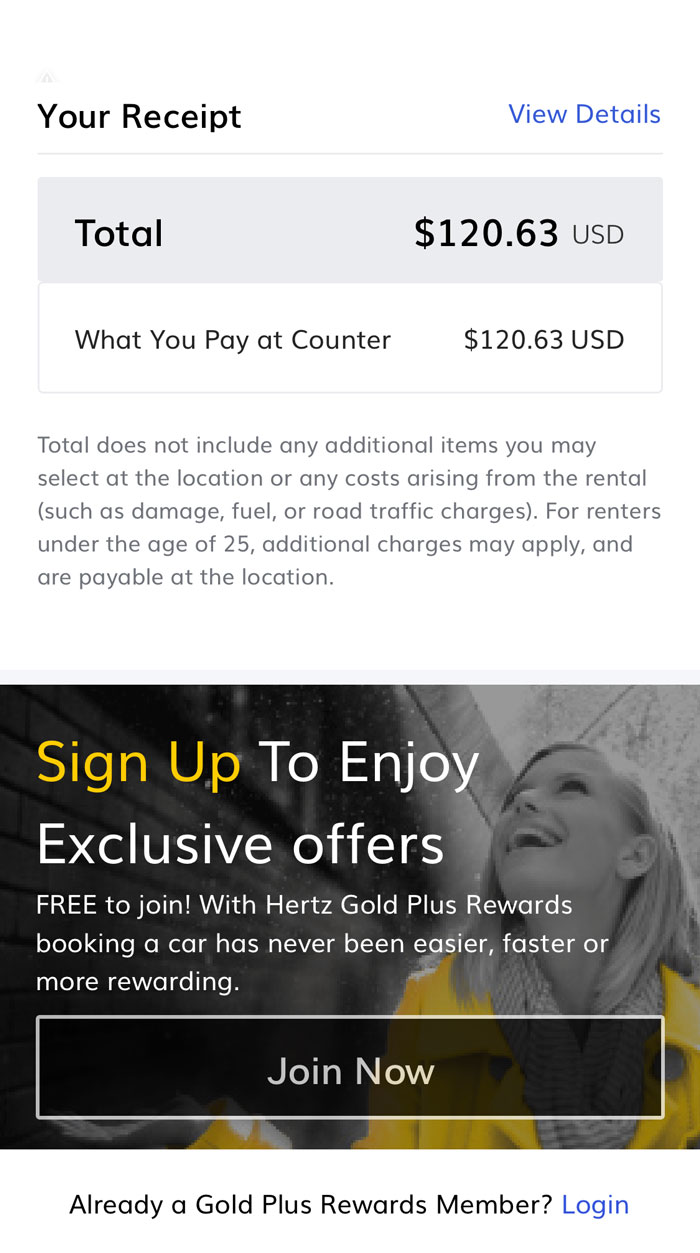 Your Receipt View Details
Total $120.63 USD
What You Pay at Counter $120.63 USD
Total does not include any additional items you may
select at the location or any costs arising from the rental
(such as damage, fuel, or road traffic charges). For renters
under the age of 25, additional charges may apply, and
are payable at the location.
Sign Up To Enjoy
Exclusive offers
FREE to join! With Hertz Gold Plus Rewards
booking a car has never been easier, faster or
more rewarding.
Join Now
Already a Gold Plus Rewards Member? Login